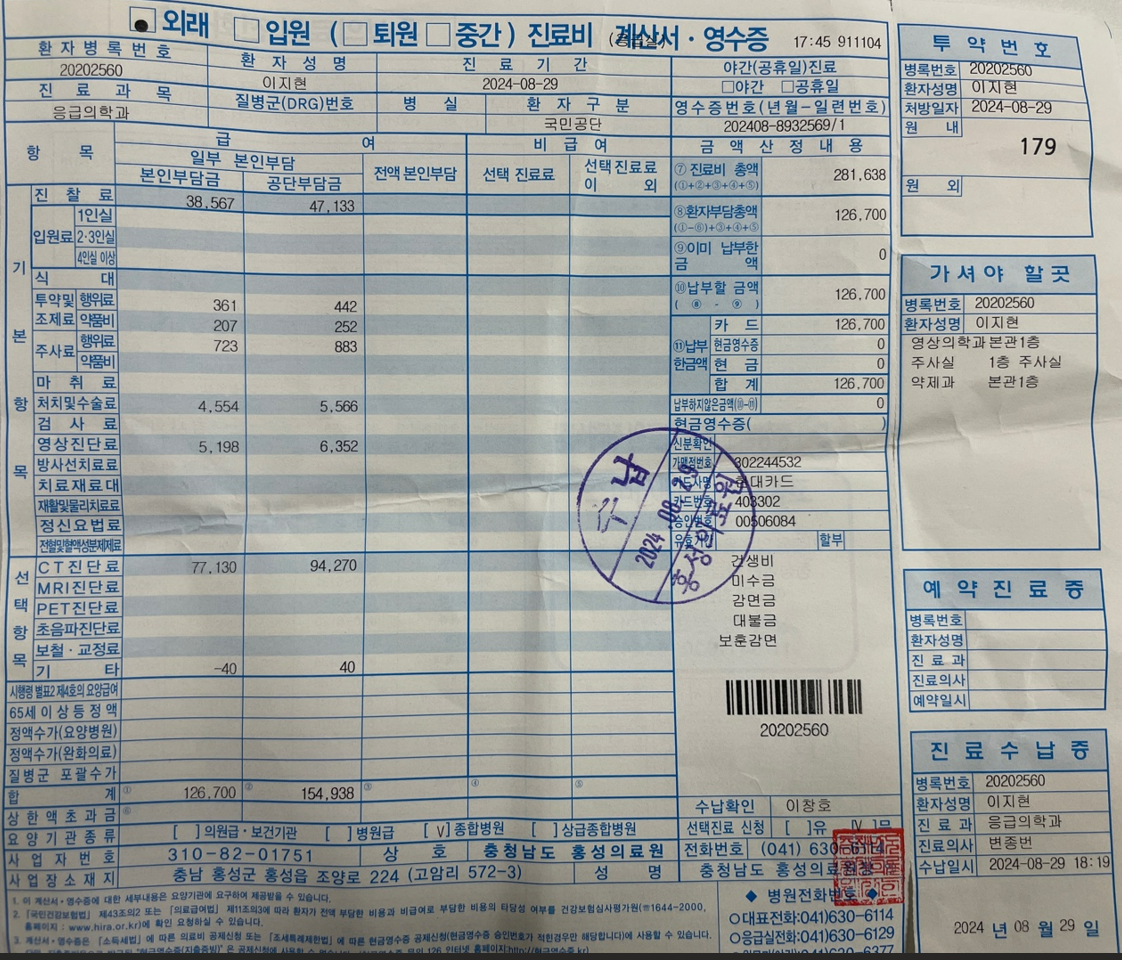 외래 입원 ( 퇴원 중간 ) 진료비 계산서 · 영수증
(응급실)
17:45 911104
환자병록번호 환자성명 진료기간 야간(공휴일)진료
20202560 이지현 2024-08-29 □야간 □공휴일
진료과목 질병군(DRG)번호 병실 환자구분 영수증번호(년월-일련번호)
응급의학과 국민공단 202408-8932569/1
항목 급여 비급여 금액산정내용
일부 본인부담 전액본인부담 선택 진료료 선택진료료 이외
본인부담금 공단부담금
기본항목
진찰료 38,567 47,133
입원료 1인실
2·3인실
4인실 이상
식대
투약및 조제료 행위료 361 442
약품비 207 252
주사료 행위료 723 883
약품비
마취료
처치및수술료 4,554 5,566
검사료
영상진단료 5,198 6,352
방사선치료료
치료재료대
재활및물리치료료
정신요법료
전혈및혈액성분제제료
선택항목
CT진단료 77,130 94,270
MRI진단료
PET진단료
초음파진단료
보철·교정료
기타 -40 40
시행령 별표2 제4호의 요양급여
65세이상등정액
정액수가(요양병원)
정액수가(완화의료)
질병군 포괄수가
합계 ① 126,700 ② 154,938 ③ ④ ⑤
상한액초과금 ⑥
요양기관종류 [ ]의원급·보건기관 [ ]병원급 [ V]종합병원 [ ]상급종합병원
사업자번호 310-82-01751 상호 충청남도 홍성의료원
사업장소재지 충남 홍성군 홍성읍 조양로 224 (고암리 572-3) 성명 충청남도 홍성의료원장
⑦ 진료비 총액 (①+②+③+④+⑤) 281,638
⑧환자부담총액 (①-⑥)+③+④+⑤ 126,700
⑨이미 납부한 금액 0
⑩납부할 금액 ( ⑧ - ⑨ ) 126,700
⑪납부한금액 카드 126,700
현금영수증 0
현금 0
합계 126,700
납부하지않은금액(⑩-⑪) 0
현금영수증( )
신분확인
가맹점번호 302244532
카드사명 현대카드
카드번호 403302
승인번호 00506084
유효기간 할부
수납
2024 08. 29
홍성의료원
건생비
미수금
감면금
대불금
보훈감면
20202560
수납확인 이창호
선택진료 신청 [ ]유 [V]무
전화번호 (041) 630-6114
1. 이 계산서·영수증에 대한 세부내용은 요양기관에 요구하여 제공받을 수 있습니다.
2. 「국민건강보험법」 제43조의2 또는 「의료급여법」 제11조의3에 따라 환자가 전액 부담한 비용과 비급여로 부담한 비용의 타당성 여부를 건강보험심사평가원(☎1644-2000,
홈페이지 : www.hira.or.kr)에 확인 요청하실 수 있습니다.
3. 계산서·영수증은 「소득세법」에 따른 의료비 공제신청 또는 「조세특례제한법」에 따른 현금영수증 공제신청(현금영수증 승인번호가 적힌경우만 해당합니다)에 사용할 수 있습니다.
◆ 병원전화번호 ◆
○대표전화:041)630-6114
○응급실전화:041)630-6129
041)630-6377
투약번호
병록번호 20202560
환자성명 이지현
처방일자 2024-08-29
원내
179
원외
가셔야 할곳
병록번호 20202560
환자성명 이지현
영상의학과 본관1층
주사실 1층 주사실
약제과 본관1층
예약진료증
병록번호
환자성명
진료과
진료의사
예약일시
진료수납증
병록번호 20202560
환자성명 이지현
진료과 응급의학과
진료의사 변종번
수납일시 2024-08-29 18:19
2024 년 08 월 29 일